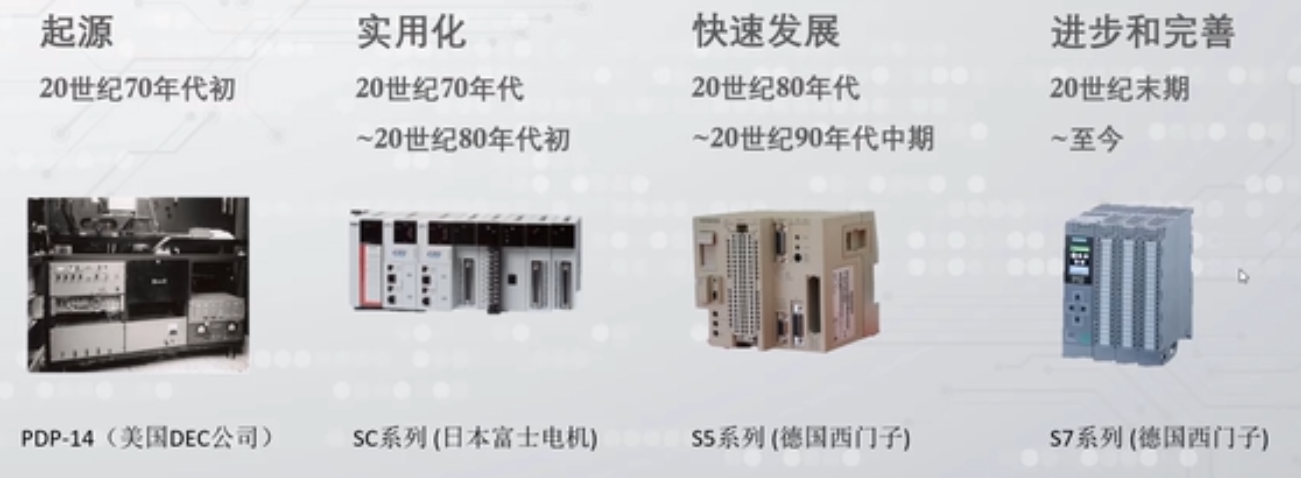 起源
20世纪70年代初
PDP-14（美国DEC公司）
实用化
20世纪70年代
~20世纪80年代初
SC系列 (日本富士电机)
快速发展
20世纪80年代
~20世纪90年代中期
S5系列 (德国西门子)
进步和完善
20世纪末期
~至今
S7系列 (德国西门子)